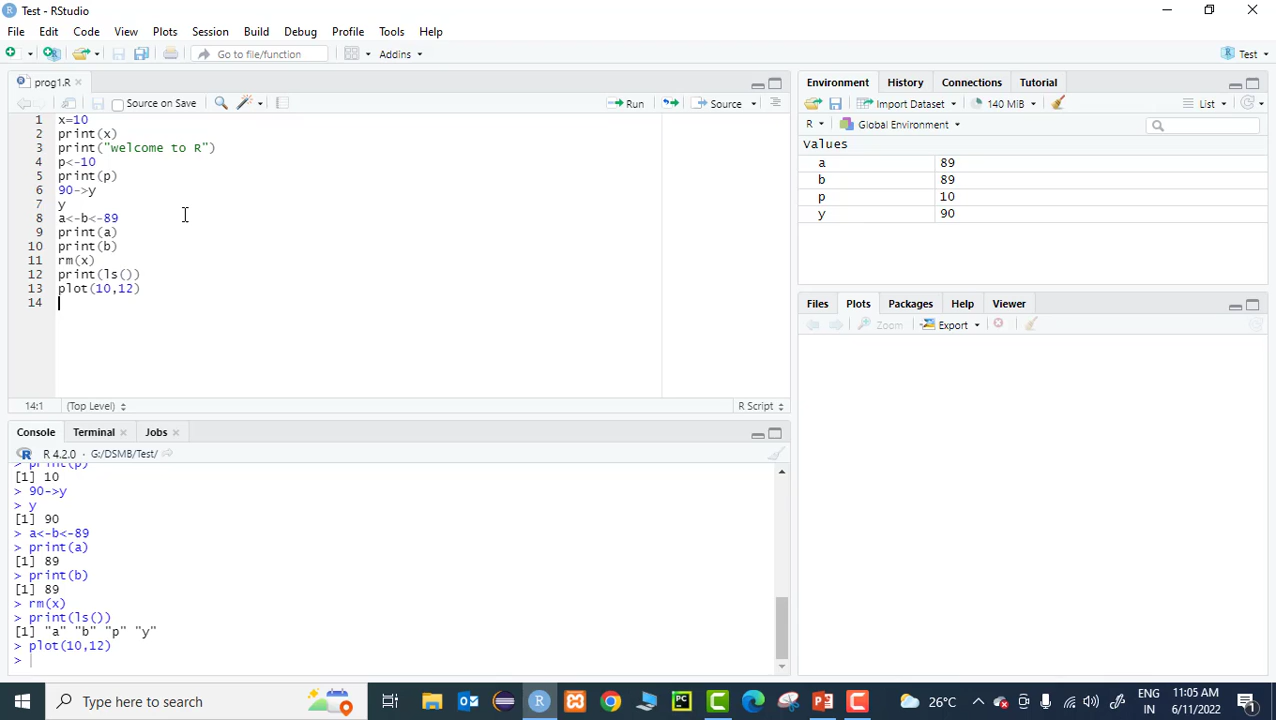 Test - RStudio
File Edit Code View Plots Session Build Debug Profile Tools Help
Go to file/function Addins Test
prog1.R
Source on Save Run Source
1 x=10
2 print(x)
3 print("welcome to R")
4 p<-10
5 print(p)
6 90->y
7 y
8 a<-b<-89
9 print(a)
10 print(b)
11 rm(x)
12 print(ls())
13 plot(10,12)
14
14:1 (Top Level) R Script
Console Terminal Jobs
R 4.2.0 · G:/DSMB/Test/
> print(p)
[1] 10
> 90->y
> y
[1] 90
> a<-b<-89
> print(a)
[1] 89
> print(b)
[1] 89
> rm(x)
> print(ls())
[1] "a" "b" "p" "y"
> plot(10,12)
>
Environment History Connections Tutorial
Import Dataset 140 MiB List
R Global Environment
Values
a 89
b 89
p 10
y 90
Files Plots Packages Help Viewer
Zoom Export
Type here to search
26°C
ENG
IN
11:05 AM
6/11/2022
1